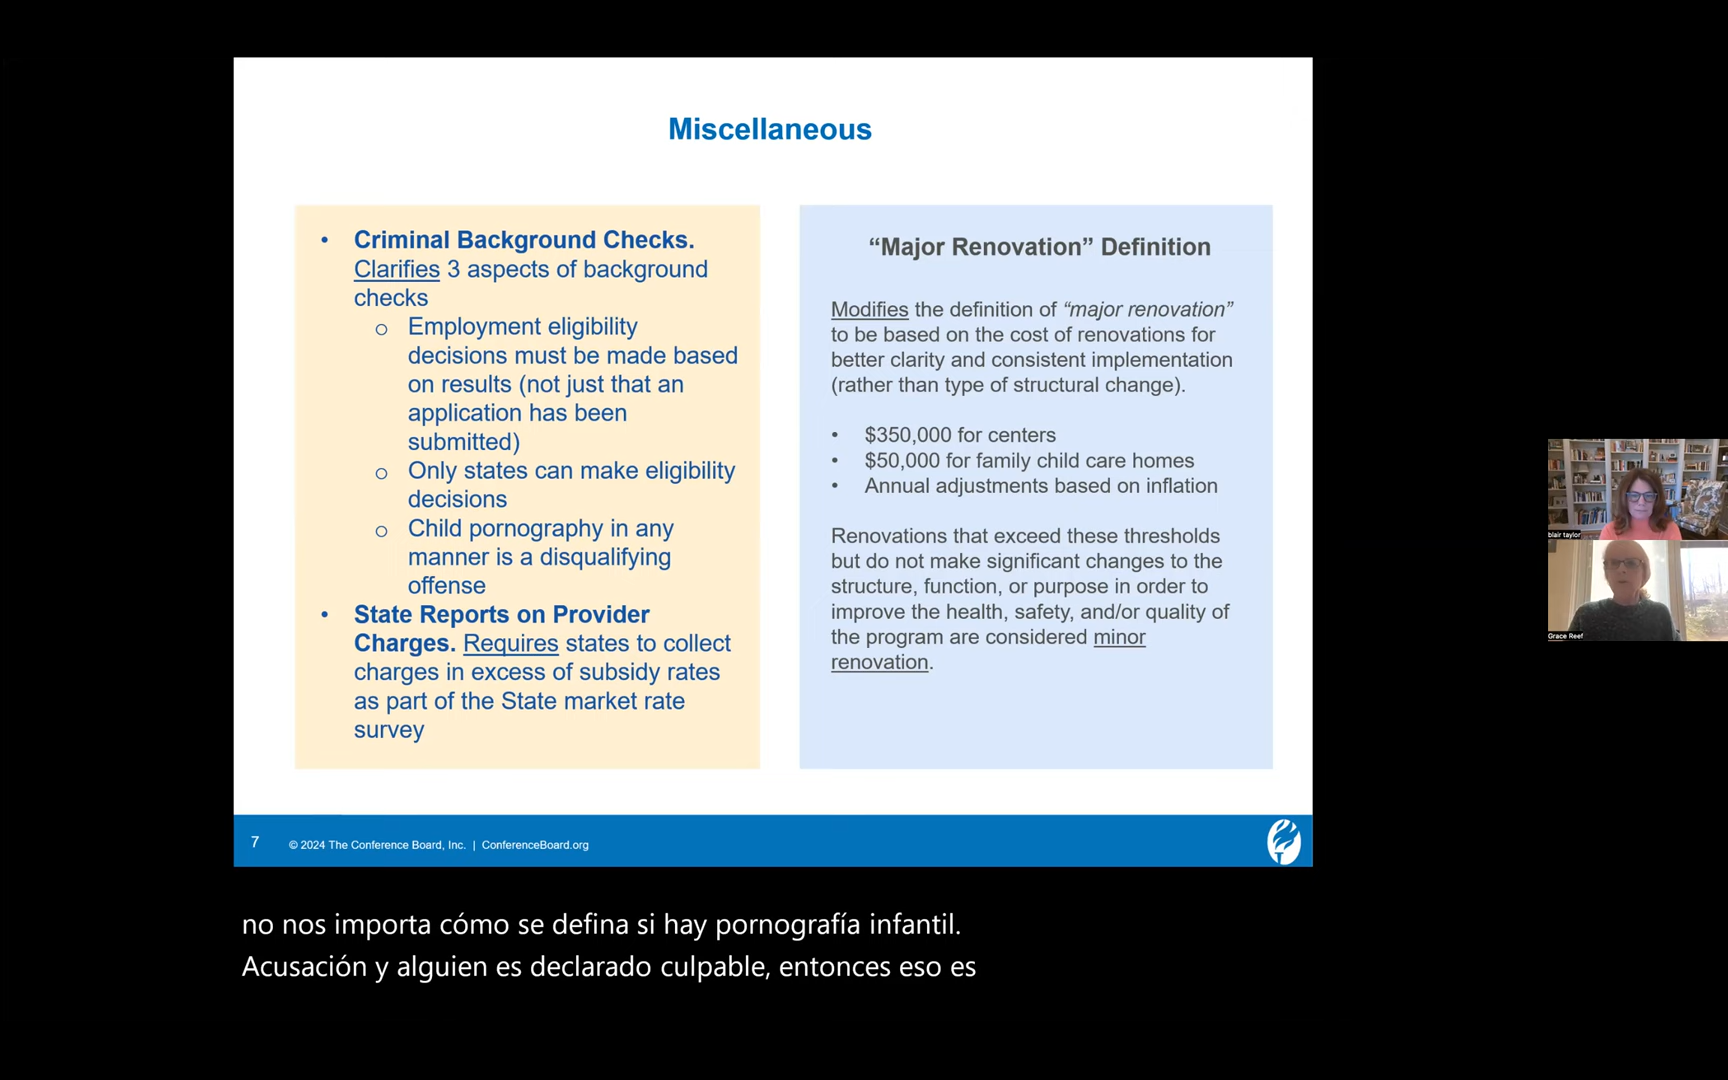 Miscellaneous
• Criminal Background Checks.
Clarifies 3 aspects of background
checks
o Employment eligibility
decisions must be made based
on results (not just that an
application has been
submitted)
o Only states can make eligibility
decisions
o Child pornography in any
manner is a disqualifying
offense
• State Reports on Provider
Charges. Requires states to collect
charges in excess of subsidy rates
as part of the State market rate
survey
“Major Renovation” Definition
Modifies the definition of “major renovation”
to be based on the cost of renovations for
better clarity and consistent implementation
(rather than type of structural change).
• $350,000 for centers
• $50,000 for family child care homes
• Annual adjustments based on inflation
Renovations that exceed these thresholds
but do not make significant changes to the
structure, function, or purpose in order to
improve the health, safety, and/or quality of
the program are considered minor
renovation.
blair taylor
Grace Reef
7 © 2024 The Conference Board, Inc. | ConferenceBoard.org
no nos importa cómo se defina si hay pornografía infantil.
Acusación y alguien es declarado culpable, entonces eso es